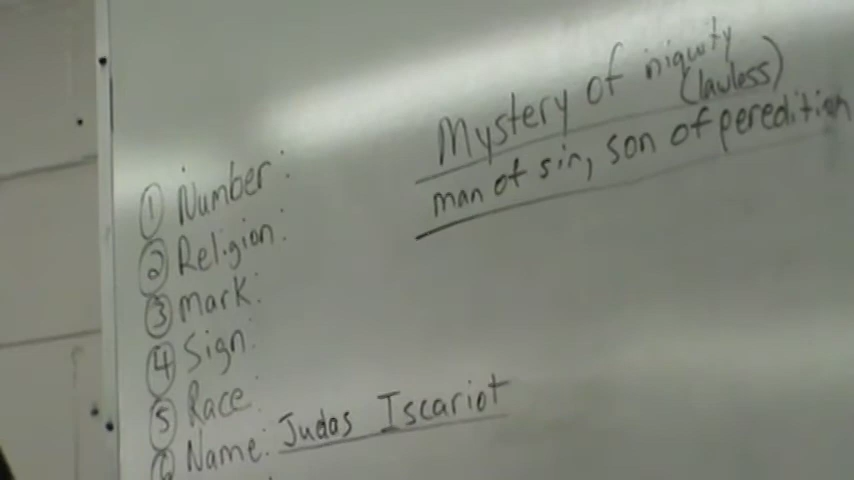 Mystery of iniquity
(lawless)
man of sin, son of peredition
① Number:
② Religion:
③ Mark:
④ Sign:
⑤ Race:
⑥ Name: Judas Iscariot